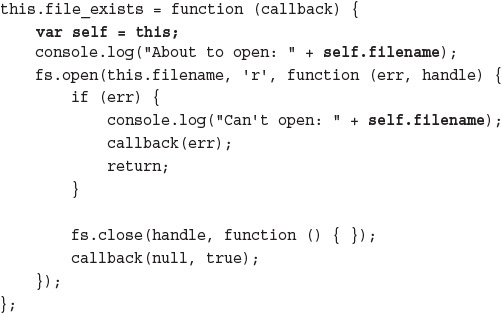 this.file_exists = function (callback) {
    var self = this;
    console.log("About to open: " + self.filename);
    fs.open(this.filename, 'r', function (err, handle) {
        if (err) {
            console.log("Can't open: " + self.filename);
            callback(err);
            return;
        }

        fs.close(handle, function () { });
        callback(null, true);
    });
};